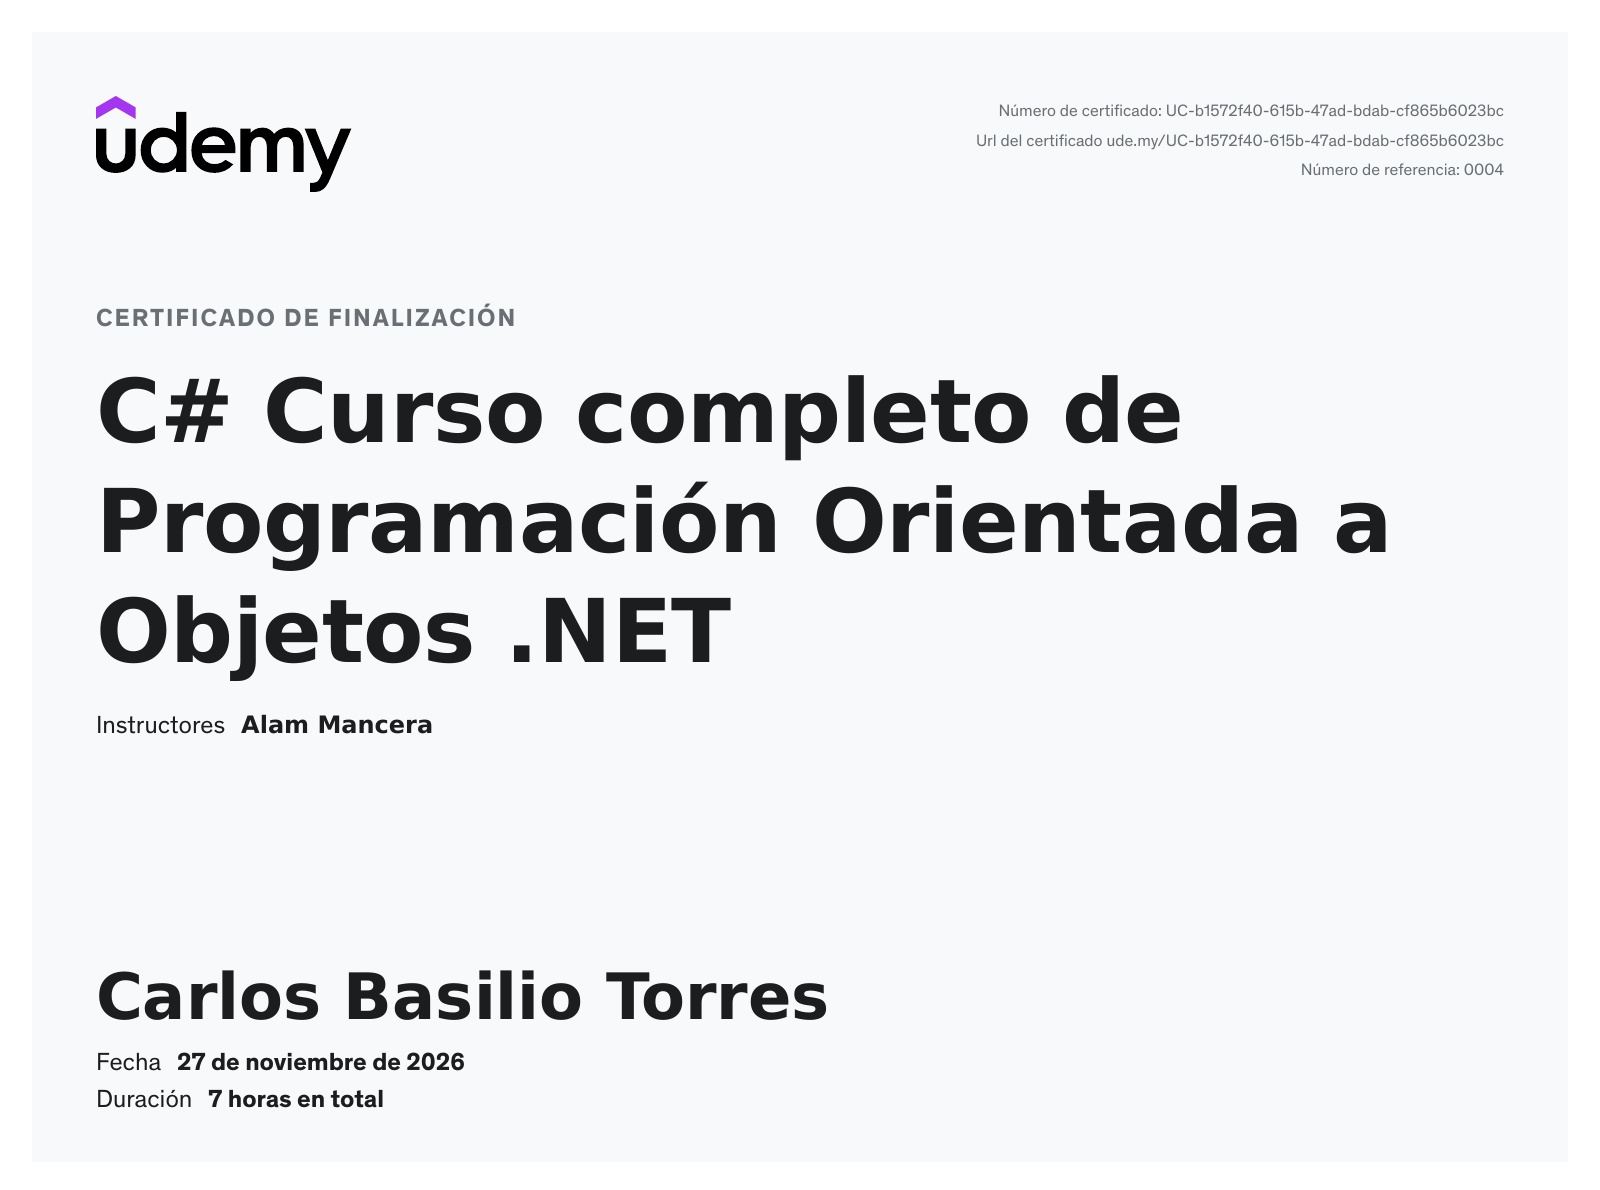 udemy
Número de certificado: UC-b1572f40-615b-47ad-bdab-cf865b6023bc
Url del certificado ude.my/UC-b1572f40-615b-47ad-bdab-cf865b6023bc
Número de referencia: 0004
CERTIFICADO DE FINALIZACIÓN
C# Curso completo de
Programación Orientada a
Objetos .NET
Instructores Alam Mancera
Carlos Basilio Torres
Fecha 27 de noviembre de 2026
Duración 7 horas en total